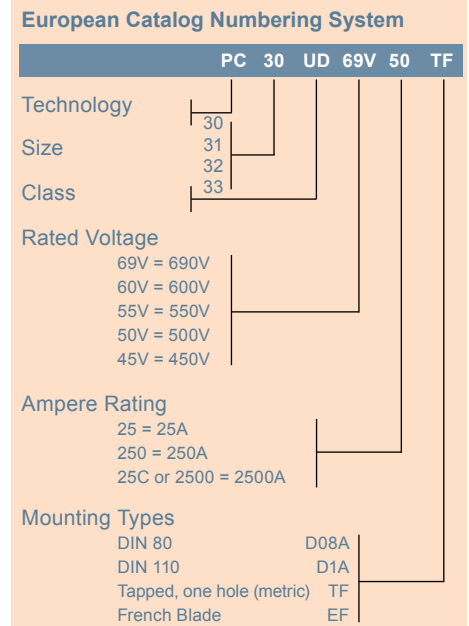 European Catalog Numbering System
PC 30 UD 69V 50 TF
Technology
30
Size
31
32
Class
33
Rated Voltage
69V = 690V
60V = 600V
55V = 550V
50V = 500V
45V = 450V
Ampere Rating
25 = 25A
250 = 250A
25C or 2500 = 2500A
Mounting Types
DIN 80 D08A
DIN 110 D1A
Tapped, one hole (metric) TF
French Blade EF